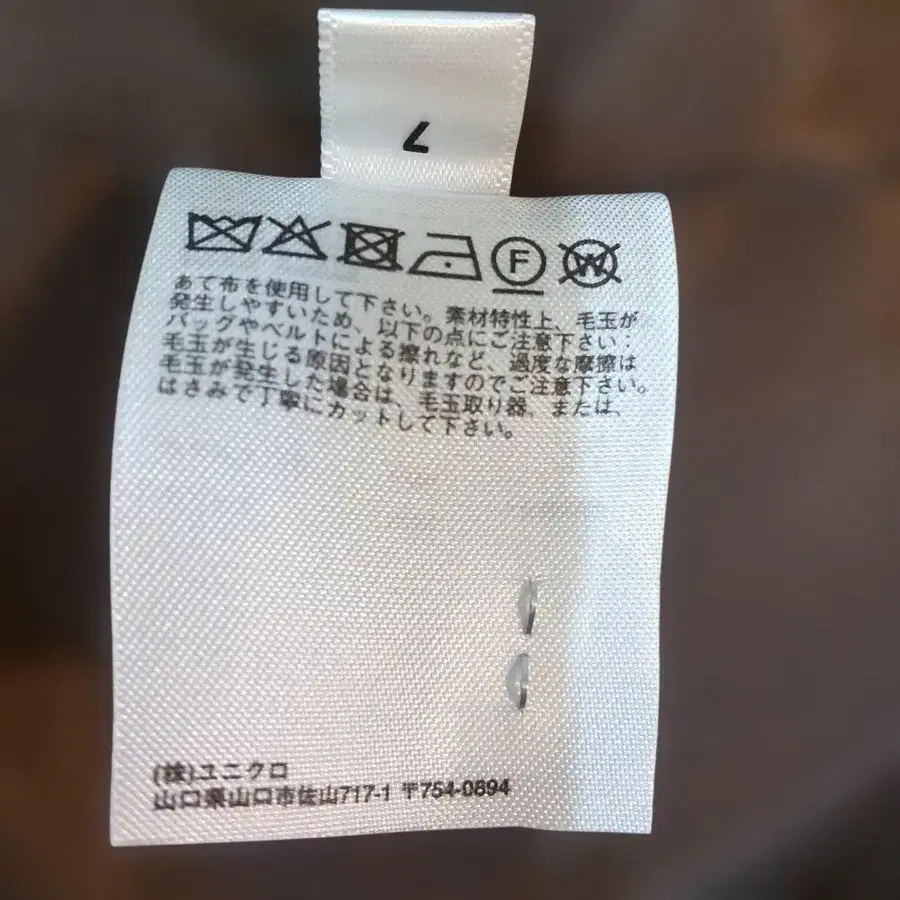 L
F
W
あて布を使用して下さい。素材特性上、毛玉が
発生しやすいため、以下の点にご注意下さい:
バッグやベルトによる擦れなど、過度な摩擦は
毛玉が生じる原因となりますのでご注意下さい。
毛玉が発生した場合は、毛玉取り器、または、
はさみで丁寧にカットして下さい。
(株)ユニクロ
山口県山口市佐山717-1 〒754-0894